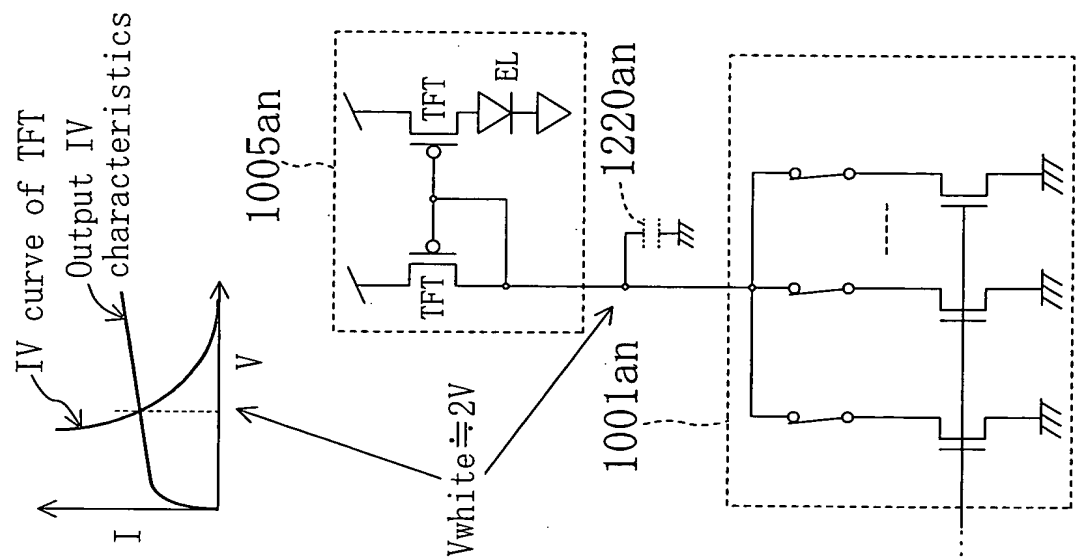 IV curve of TFT
Output IV
characteristics
I
V
Vwhite≒2V
1005an
TFT
TFT
EL
1220an
1001an